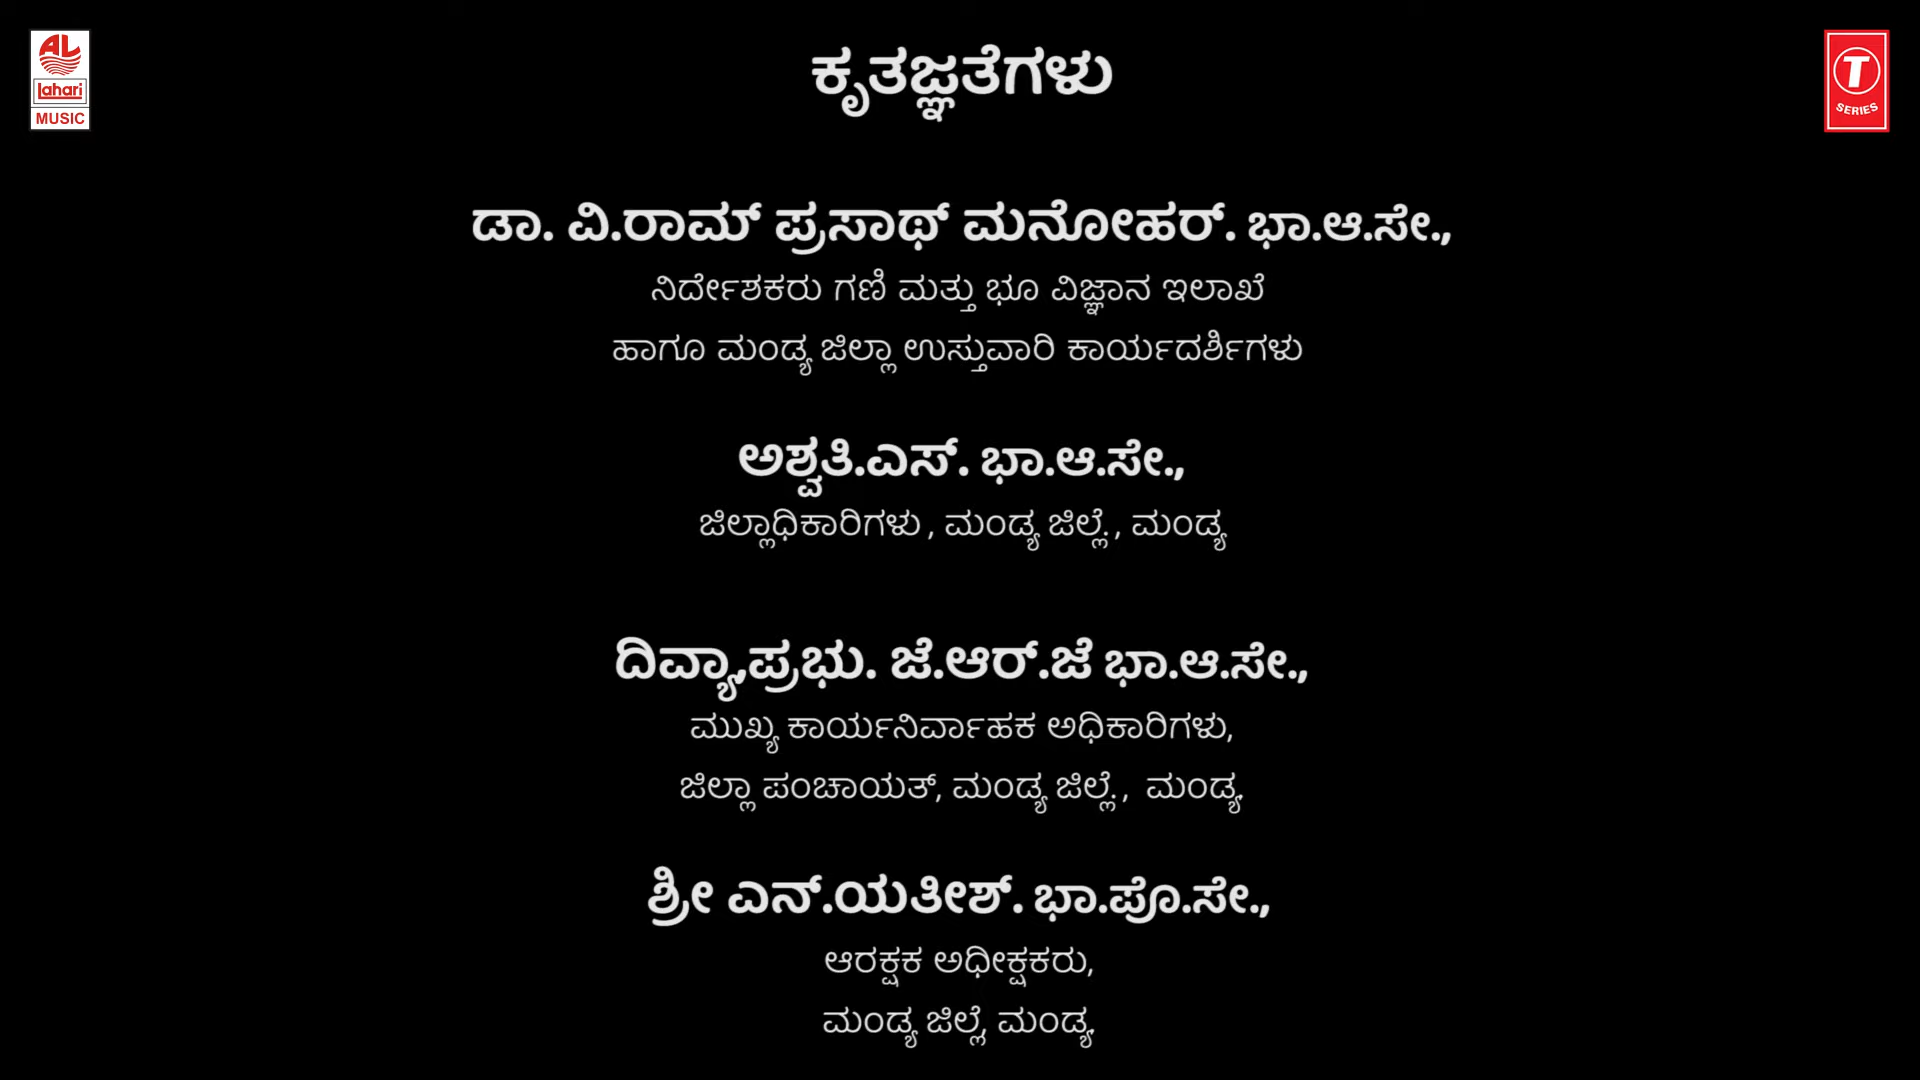 AL
lahari
MUSIC
T
SERIES
ಕೃತಜ್ಞತೆಗಳು
ಡಾ. ವಿ.ರಾಮ್ ಪ್ರಸಾಥ್ ಮನೋಹರ್. ಭಾ.ಆ.ಸೇ.,
ನಿರ್ದೇಶಕರು ಗಣಿ ಮತ್ತು ಭೂ ವಿಜ್ಞಾನ ಇಲಾಖೆ
ಹಾಗೂ ಮಂಡ್ಯ ಜಿಲ್ಲಾ ಉಸ್ತುವಾರಿ ಕಾರ್ಯದರ್ಶಿಗಳು
ಅಶ್ವತಿ.ಎಸ್. ಭಾ.ಆ.ಸೇ.,
ಜಿಲ್ಲಾಧಿಕಾರಿಗಳು , ಮಂಡ್ಯ ಜಿಲ್ಲೆ. , ಮಂಡ್ಯ
ದಿವ್ಯಾ,ಪ್ರಭು. ಜೆ.ಆರ್.ಜೆ ಭಾ.ಆ.ಸೇ.,
ಮುಖ್ಯ ಕಾರ್ಯನಿರ್ವಾಹಕ ಅಧಿಕಾರಿಗಳು,
ಜಿಲ್ಲಾ ಪಂಚಾಯತ್, ಮಂಡ್ಯ ಜಿಲ್ಲೆ. , ಮಂಡ್ಯ.
ಶ್ರೀ ಎನ್.ಯತೀಶ್. ಭಾ.ಪೊ.ಸೇ.,
ಆರಕ್ಷಕ ಅಧೀಕ್ಷಕರು,
ಮಂಡ್ಯ ಜಿಲ್ಲೆ, ಮಂಡ್ಯ.